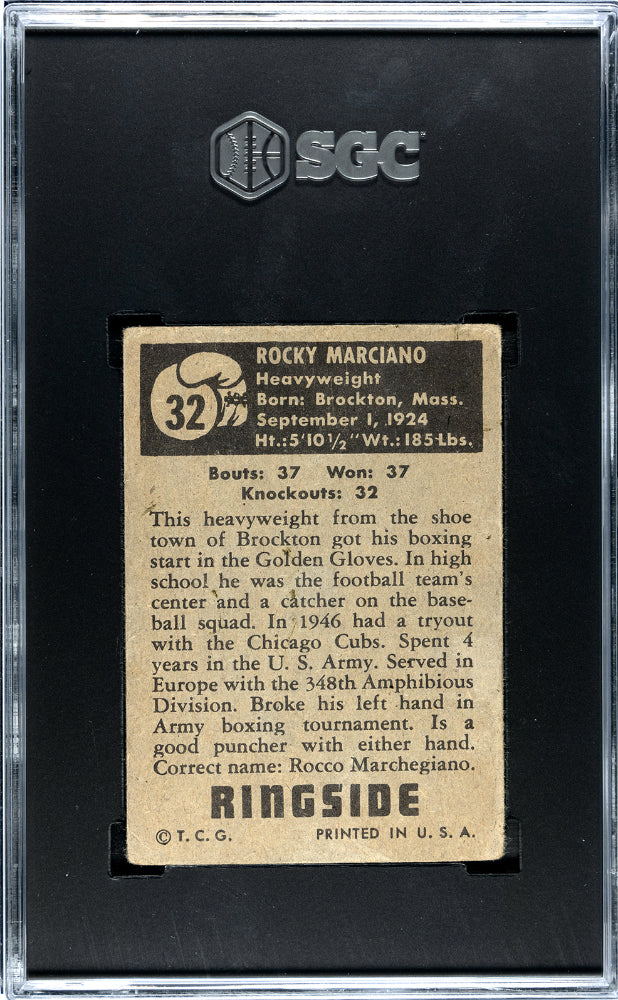 SGC
32
ROCKY MARCIANO
Heavyweight
Born: Brockton, Mass.
September 1, 1924
Ht.:5'10½" Wt.:185-Lbs.
Bouts: 37 Won: 37
Knockouts: 32
This heavyweight from the shoe
town of Brockton got his boxing
start in the Golden Gloves. In high
school he was the football team's
center and a catcher on the base-
ball squad. In 1946 had a tryout
with the Chicago Cubs. Spent 4
years in the U. S. Army. Served in
Europe with the 348th Amphibious
Division. Broke his left hand in
Army boxing tournament. Is a
good puncher with either hand.
Correct name: Rocco Marchegiano.
RINGSIDE
© T. C. G. PRINTED IN U. S. A.